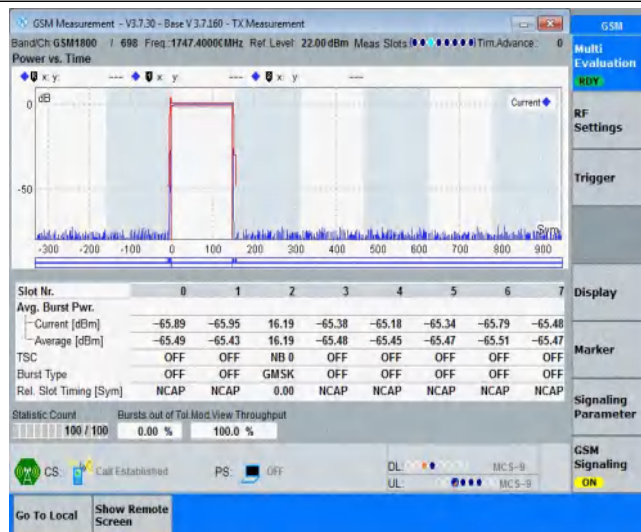 GSM Measurement - V3.7.30 - Base V 3.7.160 - TX Measurement
GSM
Band/Ch: GSM1800 / 698 Freq.:1747.4000 MHz Ref. Level: 22.00 dBm Meas Slots: Tim.Advance: 0
Power vs. Time
x: y: --- x: y: --- x: y: ---
dB
Current
0
-50
Sym
-300 -200 -100 0 100 200 300 400 500 600 700 800 900
Slot Nr. 0 1 2 3 4 5 6 7
Avg. Burst Pwr.
Current [dBm] -65.89 -65.95 16.19 -65.38 -65.18 -65.34 -65.79 -65.48
Average [dBm] -65.49 -65.43 16.19 -65.48 -65.45 -65.47 -65.51 -65.47
TSC OFF OFF NB 0 OFF OFF OFF OFF OFF
Burst Type OFF OFF GMSK OFF OFF OFF OFF OFF
Rel. Slot Timing [Sym] NCAP NCAP 0.00 NCAP NCAP NCAP NCAP NCAP
Statistic Count Bursts out of Tol. Mod.View Throughput
100 / 100 0.00 % 100.0 %
CS: Call Established PS: OFF DL: MCS-9
UL: MCS-9
Multi
Evaluation
RDY
RF
Settings
Trigger
Display
Marker
Signaling
Parameter
GSM
Signaling
ON
Go To Local
Show Remote
Screen